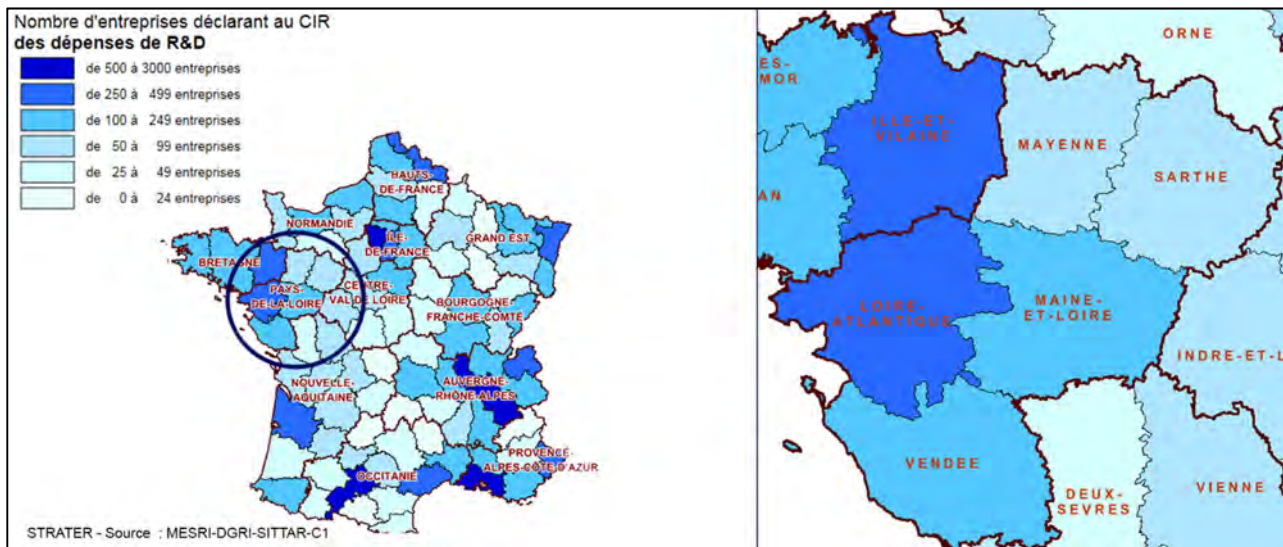 Nombre d'entreprises déclarant au CIR
des dépenses de R&D
de 500 à 3000 entreprises
de 250 à 499 entreprises
de 100 à 249 entreprises
de 50 à 99 entreprises
de 25 à 49 entreprises
de 0 à 24 entreprises
HAUTS-
DE-FRANCE
NORMANDIE
ÎLE-
DE-FRANCE
GRAND EST
BRETAGNE
PAYS-
DE-LA-LOIRE
CENTRE-
VAL DE LOIRE
BOURGOGNE-
FRANCHE-COMTÉ
NOUVELLE-
AQUITAINE
AUVERGNE-
RHÔNE-ALPES
OCCITANIE
PROVENCE-
ALPES-CÔTE-D'AZUR
STRATER - Source : MESRI-DGRI-SITTAR-C1
ORNE
ES-
MOR
ILLE-ET-
VILAINE
MAYENNE
SARTHE
AN
LOIRE-
ATLANTIQUE
MAINE-
ET-LOIRE
INDRE-ET-L
VENDEE
DEUX-
SEVRES
VIENNE